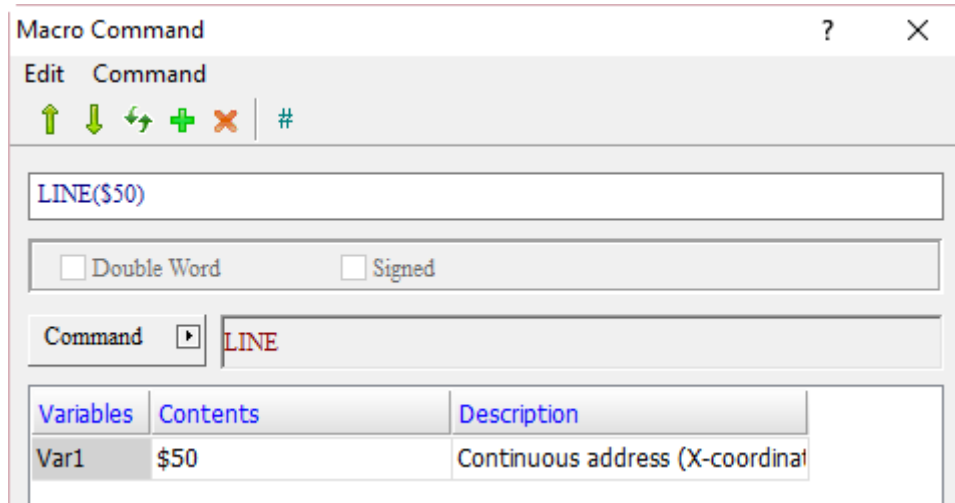 Macro Command ?
Edit Command
#
LINE($50)
Double Word Signed
Command LINE
Variables Contents Description
Var1 $50 Continuous address (X-coordinat